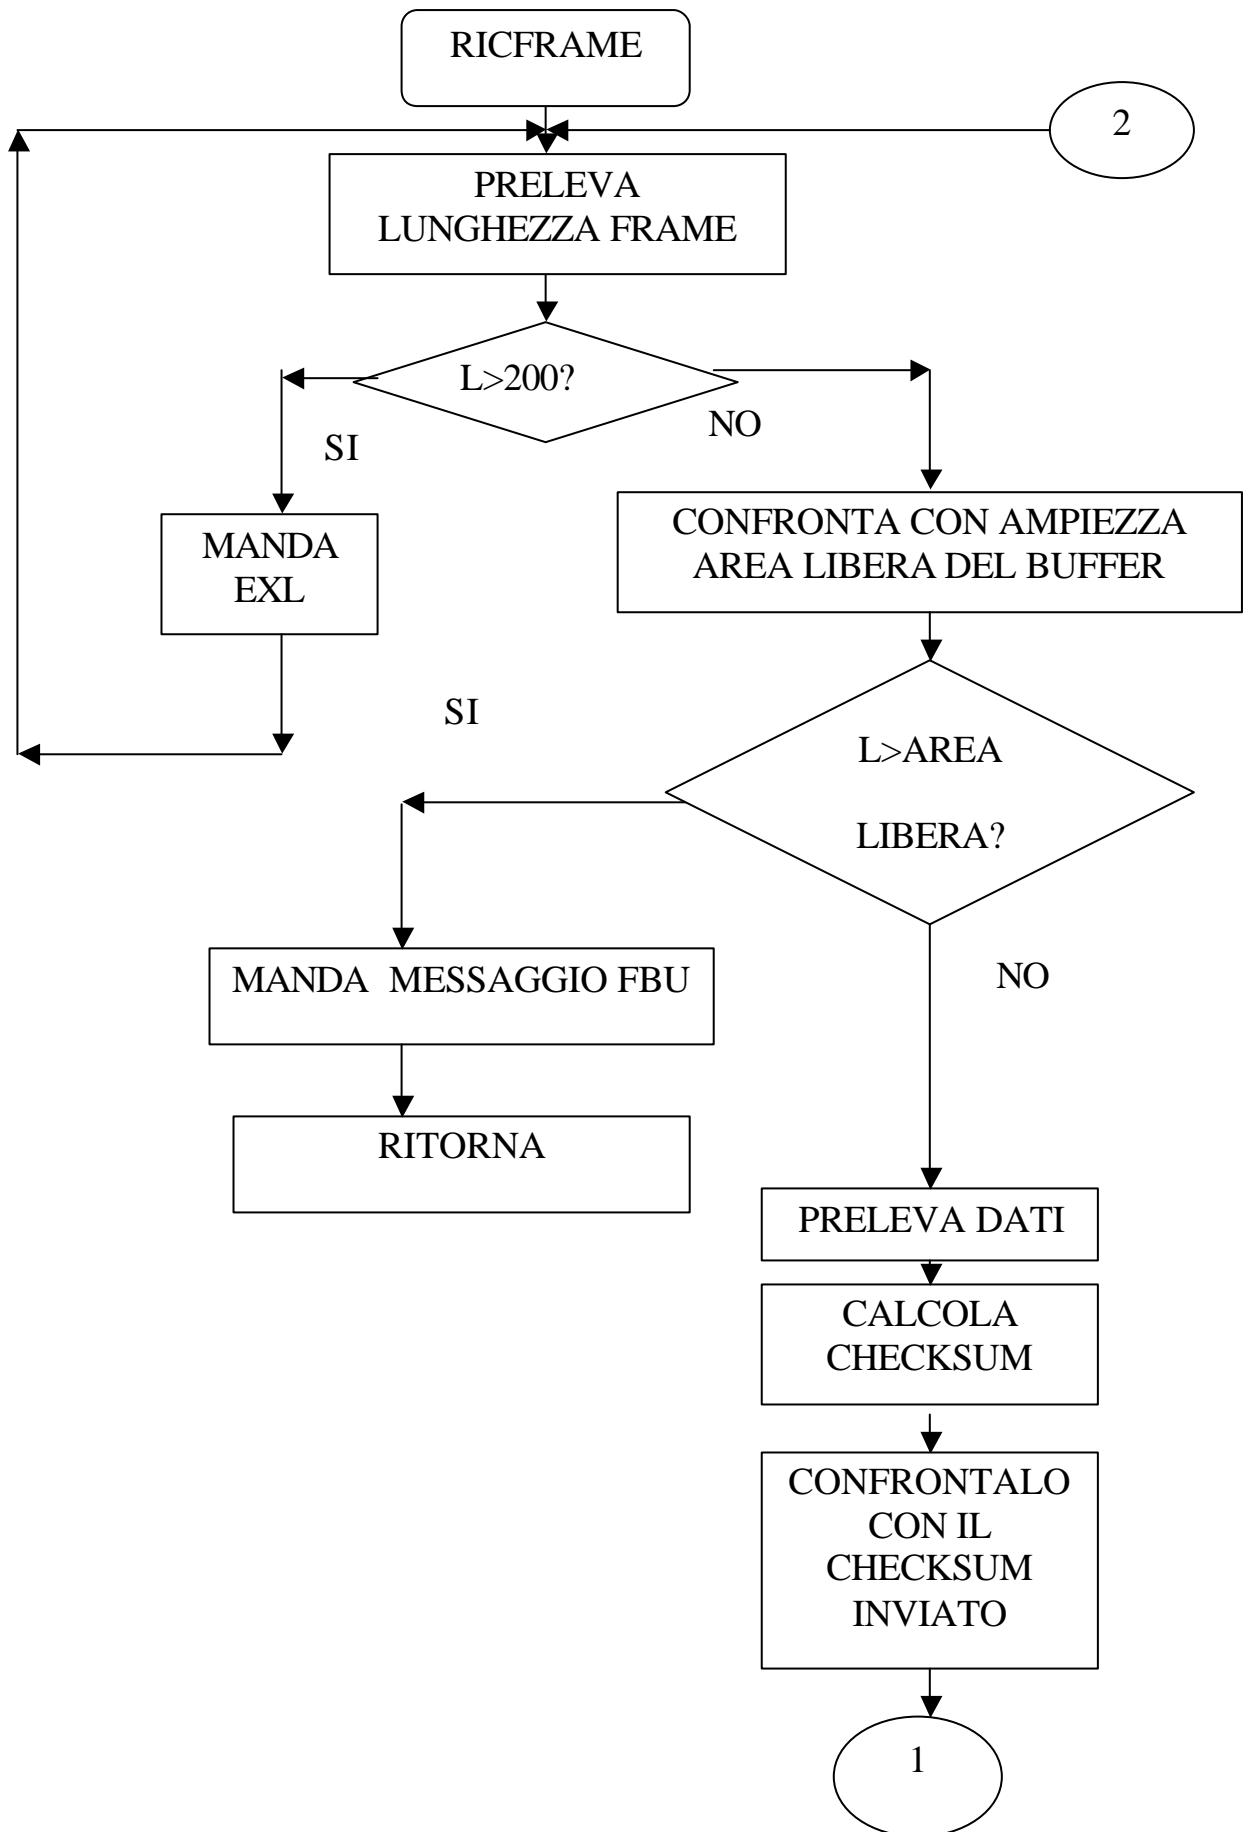 RICFRAME
2
PRELEVA
LUNGHEZZA FRAME
L>200?
NO
SI
MANDA
EXL
CONFRONTA CON AMPIEZZA
AREA LIBERA DEL BUFFER
SI
L>AREA
LIBERA?
MANDA MESSAGGIO FBU
NO
RITORNA
PRELEVA DATI
CALCOLA
CHECKSUM
CONFRONTALO
CON IL
CHECKSUM
INVIATO
1